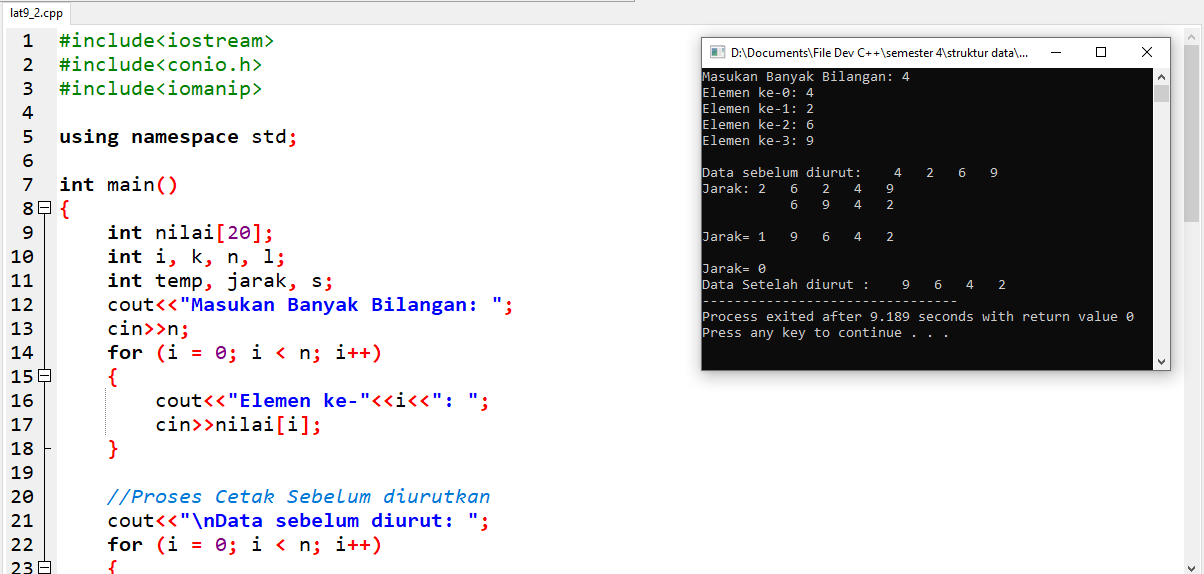 lat9_2.cpp
1 #include<iostream>
2 #include<conio.h>
3 #include<iomanip>
4
5 using namespace std;
6
7 int main()
8 {
9 int nilai[20];
10 int i, k, n, l;
11 int temp, jarak, s;
12 cout<<"Masukan Banyak Bilangan: ";
13 cin>>n;
14 for (i = 0; i < n; i++)
15 {
16 cout<<"Elemen ke-"<<i<<": ";
17 cin>>nilai[i];
18 }
19
20 //Proses Cetak Sebelum diurutkan
21 cout<<"\nData sebelum diurut: ";
22 for (i = 0; i < n; i++)
23 {
D:\Documents\File Dev C++\semester 4\struktur data\...
Masukan Banyak Bilangan: 4
Elemen ke-0: 4
Elemen ke-1: 2
Elemen ke-2: 6
Elemen ke-3: 9
Data sebelum diurut:    4   2   6   9
Jarak: 2   6   2   4   9
           6   9   4   2
Jarak= 1   9   6   4   2
Jarak= 0
Data Setelah diurut :    9   6   4   2
--------------------------------
Process exited after 9.189 seconds with return value 0
Press any key to continue . . .